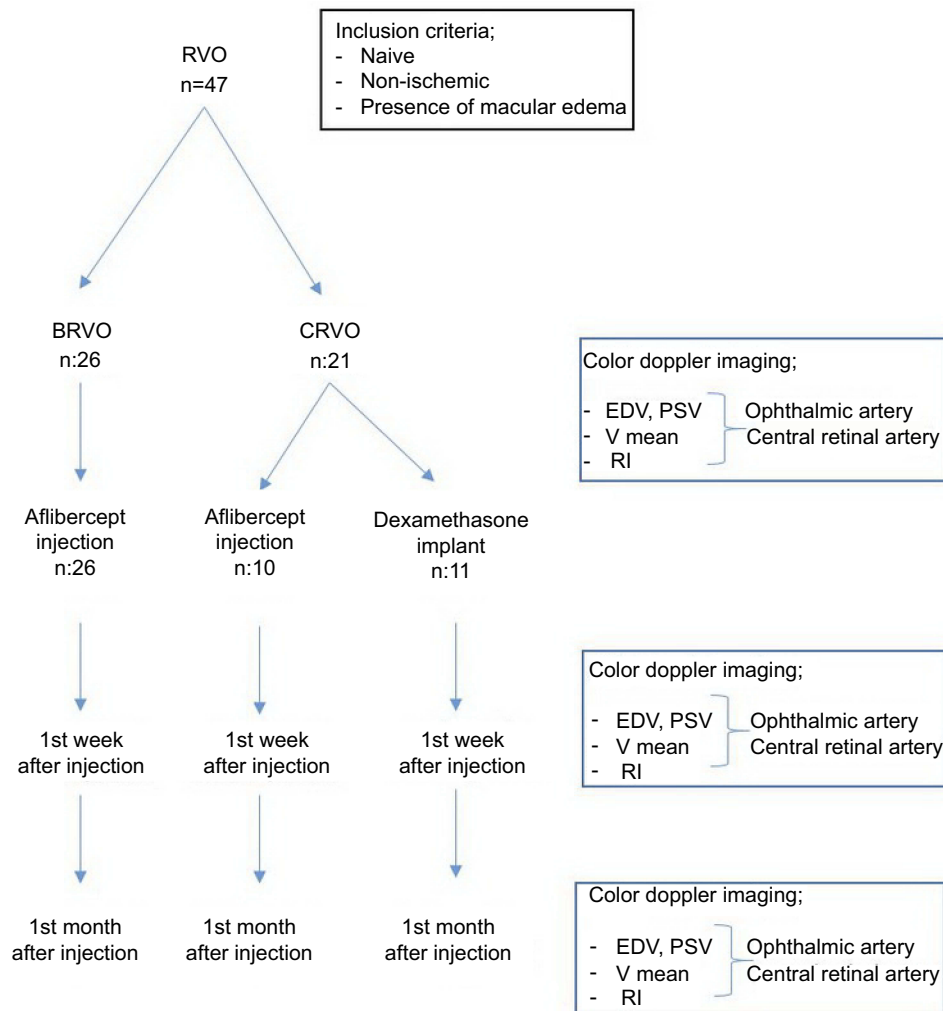 RVO
n=47
Inclusion criteria;
- Naive
- Non-ischemic
- Presence of macular edema
BRVO
n:26
CRVO
n:21
Color doppler imaging;
- EDV, PSV
- V mean
- RI
Ophthalmic artery
Central retinal artery
Aflibercept
injection
n:26
Aflibercept
injection
n:10
Dexamethasone
implant
n:11
1st week
after injection
1st week
after injection
1st week
after injection
Color doppler imaging;
- EDV, PSV
- V mean
- RI
Ophthalmic artery
Central retinal artery
1st month
after injection
1st month
after injection
1st month
after injection
Color doppler imaging;
- EDV, PSV
- V mean
- RI
Ophthalmic artery
Central retinal artery